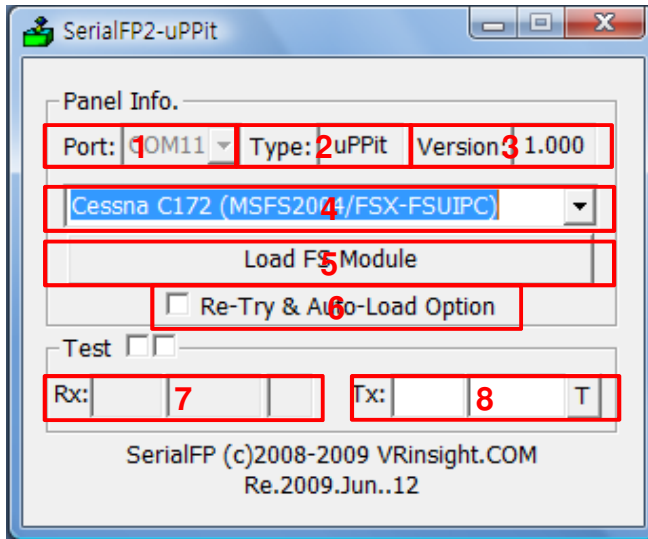 SerialFP2-uPPit
Panel Info.
Port: COM11 Type: uPPit Version: 1.000
1 2 3
Cessna C172 (MSFS2004/FSX-FSUIPC)
4
Load FS Module
5
Re-Try & Auto-Load Option
6
Test
Rx: 7 Tx: 8 T
SerialFP (c)2008-2009 VRinsight.COM
Re.2009.Jun..12